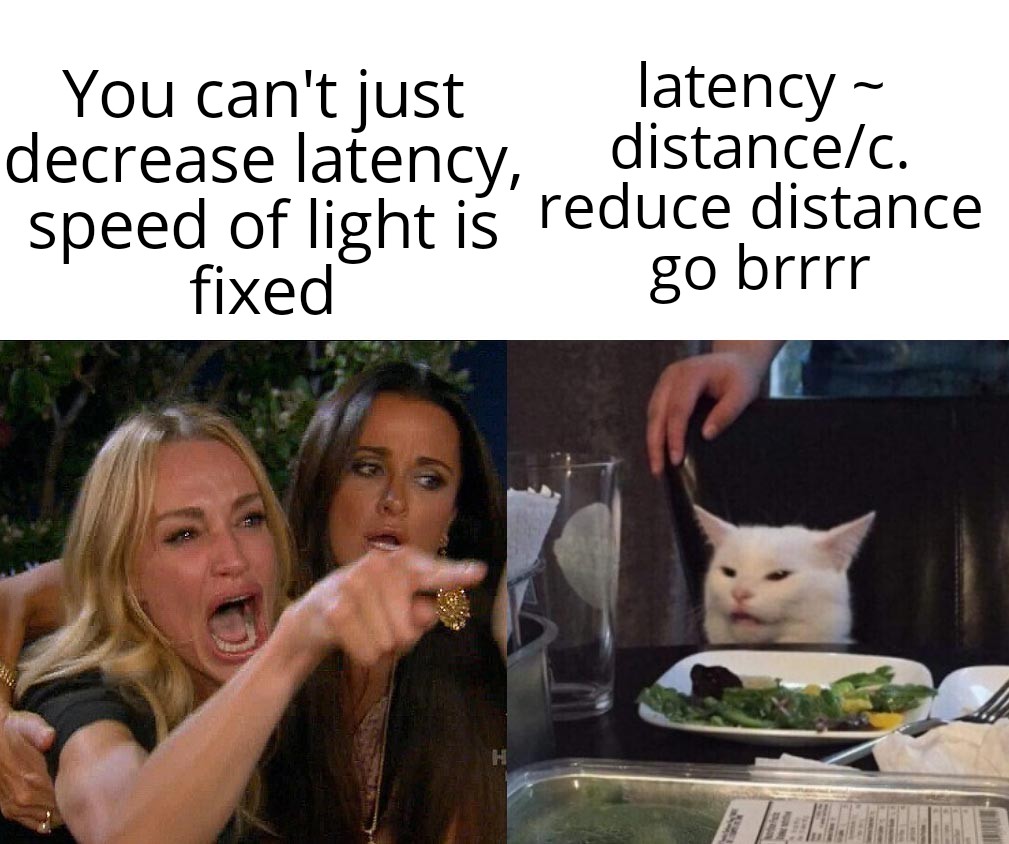 You can't just
decrease latency,
speed of light is
fixed
latency ~
distance/c.
reduce distance
go brrrr
H